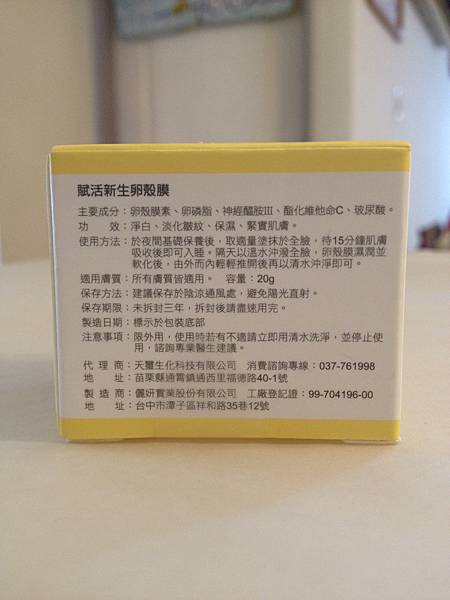 賦活新生卵殼膜
主要成分：卵殼膜素、卵磷脂、神經醯胺III、酯化維他命C、玻尿酸。
功　　效：淨白、淡化皺紋、保濕、緊實肌膚。
使用方法：於夜間基礎保養後，取適量塗抹於全臉，待15分鐘肌膚
吸收後即可入睡。隔天以溫水沖潑全臉，卵殼膜濕潤並
軟化後，由外而內輕輕推開後再以清水沖淨即可。
適用膚質：所有膚質皆適用。　容量：20g
保存方法：建議保存於陰涼通風處，避免陽光直射。
保存期限：未拆封三年，拆封後請盡速用完。
製造日期：標示於包裝底部
注意事項：限外用，使用時若有不適請立即用清水洗淨，並停止使
用，諮詢專業醫生建議。
代 理 商：天璽生化科技有限公司　消費諮詢專線：037-761998
地　　址：苗栗縣通霄鎮通西里福德路40-1號
製 造 商：儷妍實業股份有限公司　工廠登記證：99-704196-00
地　　址：台中市潭子區祥和路35巷12號